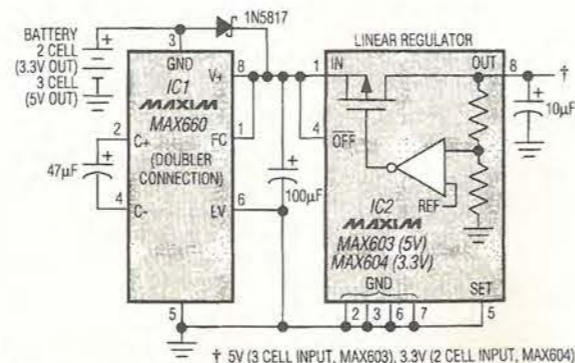 BATTERY
2 CELL
(3.3V OUT)
3 CELL
(5V OUT)
+
1N5817
3
GND
IC1
MAXIM
MAX660
(DOUBLER
CONNECTION)
V+
8
2
C+
FC
1
47µF
+
4
C-
EV
6
5
+
100µF
LINEAR REGULATOR
1
IN
OUT
8
†
+
10µF
4
OFF
REF
IC2
MAXIM
MAX603 (5V)
MAX604 (3.3V)
GND
SET
2 3 6 7
5
† 5V (3 CELL INPUT, MAX603), 3.3V (2 CELL INPUT, MAX604)